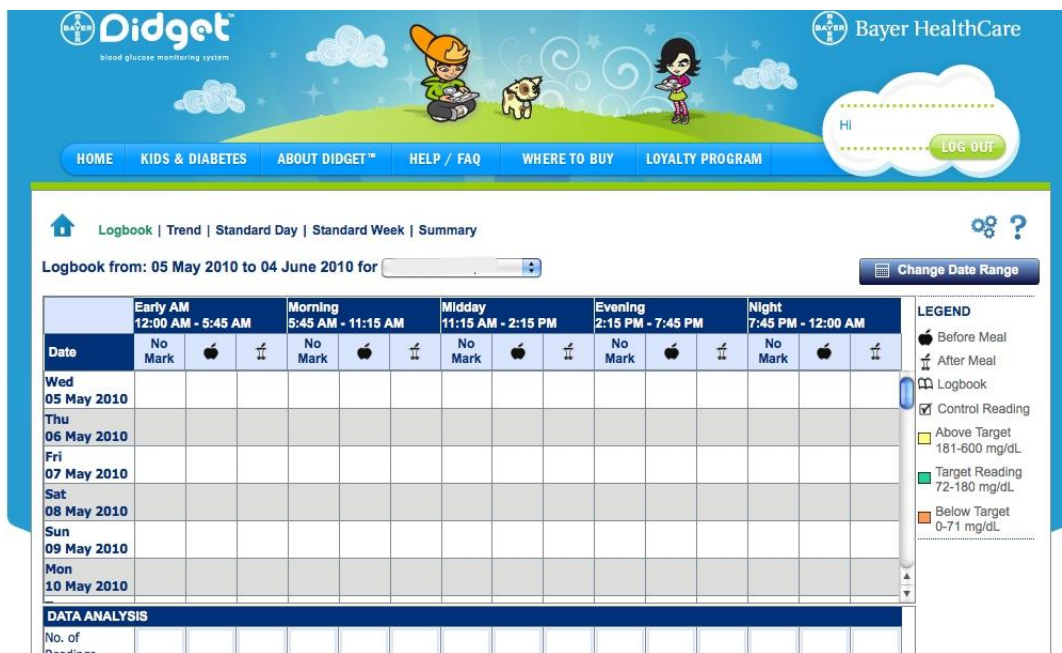 BAYER Didget™
blood glucose monitoring system
BAYER Bayer HealthCare
Hi
LOG OUT
HOME KIDS & DIABETES ABOUT DIDGET™ HELP / FAQ WHERE TO BUY LOYALTY PROGRAM
Logbook | Trend | Standard Day | Standard Week | Summary
?
Logbook from: 05 May 2010 to 04 June 2010 for
Change Date Range
Early AM Morning Midday Evening Night
12:00 AM - 5:45 AM 5:45 AM - 11:15 AM 11:15 AM - 2:15 PM 2:15 PM - 7:45 PM 7:45 PM - 12:00 AM
Date No Mark No Mark No Mark No Mark No Mark
Wed
05 May 2010
Thu
06 May 2010
Fri
07 May 2010
Sat
08 May 2010
Sun
09 May 2010
Mon
10 May 2010
DATA ANALYSIS
No. of
LEGEND
Before Meal
After Meal
Logbook
Control Reading
Above Target
181-600 mg/dL
Target Reading
72-180 mg/dL
Below Target
0-71 mg/dL